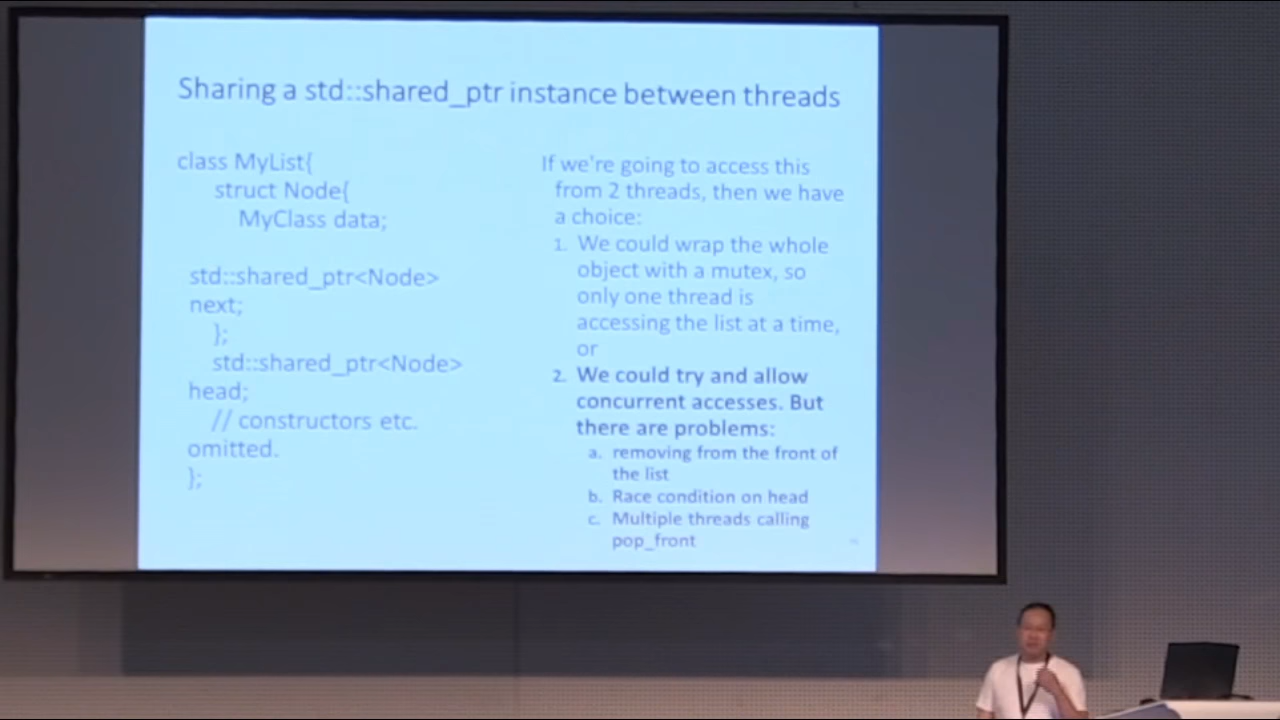 Sharing a std::shared_ptr instance between threads
class MyList{
struct Node{
MyClass data;
std::shared_ptr<Node>
next;
};
std::shared_ptr<Node>
head;
// constructors etc.
omitted.
};
If we're going to access this
from 2 threads, then we have
a choice:
1. We could wrap the whole
object with a mutex, so
only one thread is
accessing the list at a time,
or
2. We could try and allow
concurrent accesses. But
there are problems:
a. removing from the front of
the list
b. Race condition on head
c. Multiple threads calling
pop_front